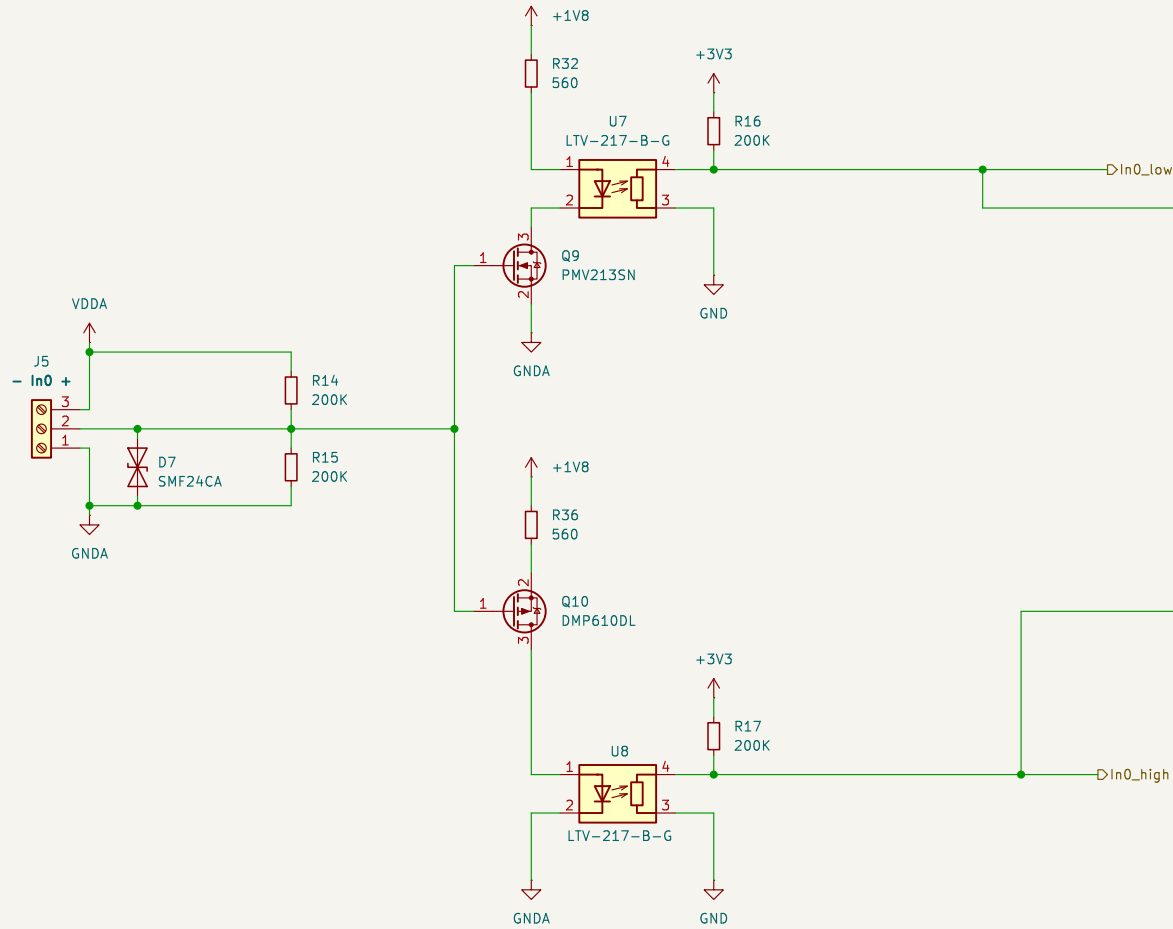 +1V8
R32
560
+3V3
U7
LTV-217-B-G
R16
200K
1
4
In0_low
2
3
3
1
Q9
PMV213SN
2
GND
GNDA
VDDA
J5
- In0 +
3
2
1
R14
200K
D7
SMF24CA
R15
200K
GNDA
+1V8
R36
560
2
1
Q10
DMP610DL
3
+3V3
R17
200K
U8
1
4
In0_high
2
3
LTV-217-B-G
GNDA
GND